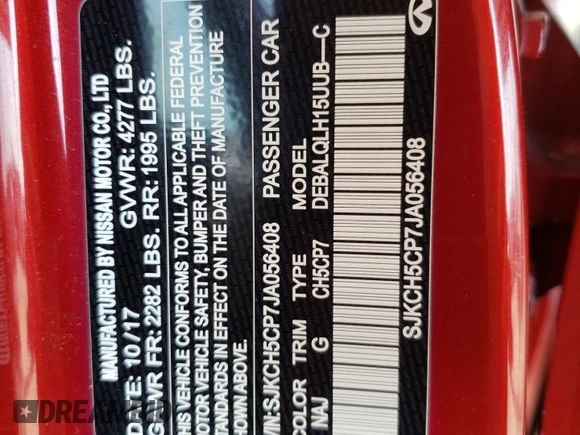 MANUFACTURED BY NISSAN MOTOR CO., LTD
DATE: 10/17 GVWR: 4277 LBS.
GAWR FR: 2282 LBS. RR: 1995 LBS.
THIS VEHICLE CONFORMS TO ALL APPLICABLE FEDERAL
MOTOR VEHICLE SAFETY, BUMPER AND THEFT PREVENTION
STANDARDS IN EFFECT ON THE DATE OF MANUFACTURE
SHOWN ABOVE.
VIN:SJKCH5CP7JA056408 PASSENGER CAR
COLOR TRIM TYPE MODEL
NAJ G CH5CP7 DEBALQLH15UUB--C
SJKCH5CP7JA056408